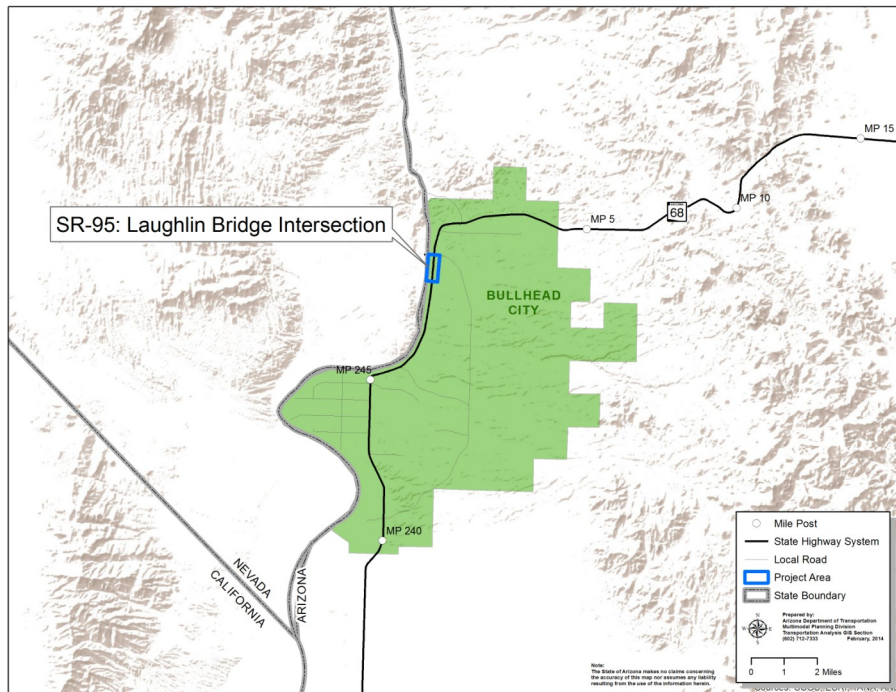 MP 15
MP 10
ARIZONA
68
MP 5
SR-95: Laughlin Bridge Intersection
BULLHEAD
CITY
MP 245
MP 240
NEVADA
CALIFORNIA
ARIZONA
Mile Post
State Highway System
Local Road
Project Area
State Boundary
N
W E
S
Prepared by:
Arizona Department of Transportation
Multimodal Planning Division
Transportation Analysis GIS Section
(602) 712-7333 February, 2014
0 1 2 Miles
Note:
The State of Arizona makes no claims concerning
the accuracy of this map nor assumes any liability
resulting from the use of the information herein.